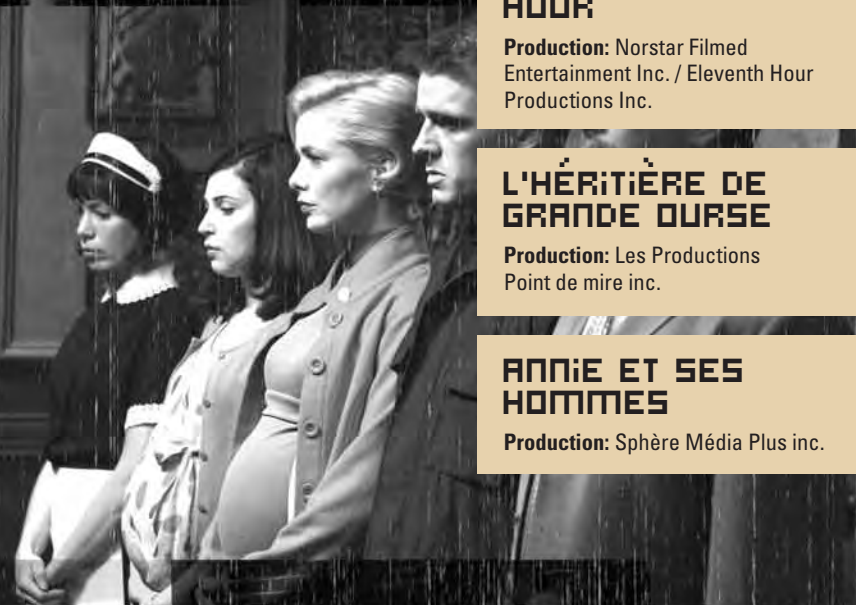 HOUR
Production: Norstar Filmed
Entertainment Inc. / Eleventh Hour
Productions Inc.
L'HÉRiTiÈRE DE
GRANDE OURSE
Production: Les Productions
Point de mire inc.
ANNiE ET SES
HOMMES
Production: Sphère Média Plus inc.